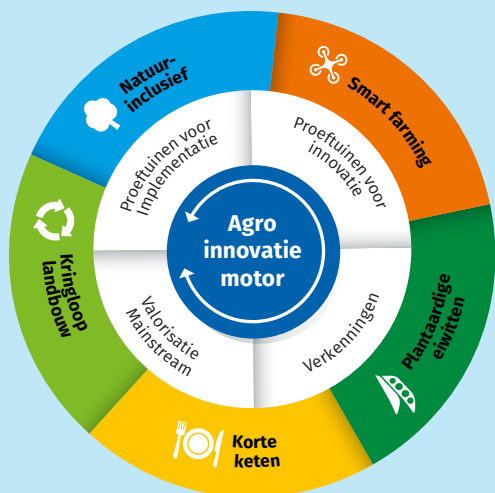 Natuur-
inclusief
Smart farming
Plantaardige
eiwitten
Korte
keten
Kringloop
landbouw
Proeftuinen voor
Implementatie
Proeftuinen voor
innovatie
Verkenningen
Valorisatie
Mainstream
Agro
innovatie
motor